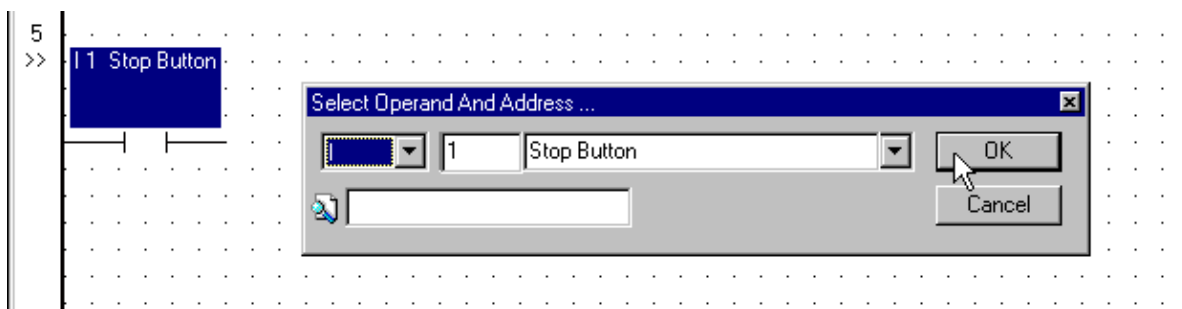 5
>>
I 1 Stop Button
Select Operand And Address ...
I 1 Stop Button
OK
Cancel